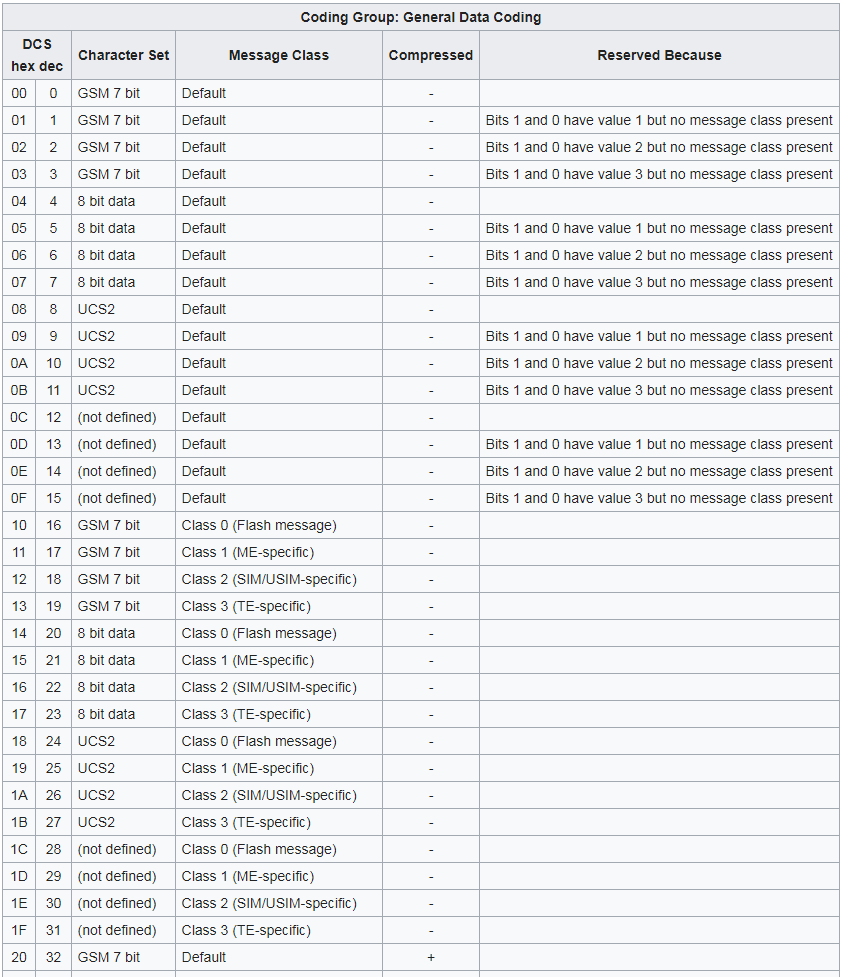 Coding Group: General Data Coding
DCS
hex dec Character Set Message Class Compressed Reserved Because
00 0 GSM 7 bit Default -
01 1 GSM 7 bit Default - Bits 1 and 0 have value 1 but no message class present
02 2 GSM 7 bit Default - Bits 1 and 0 have value 2 but no message class present
03 3 GSM 7 bit Default - Bits 1 and 0 have value 3 but no message class present
04 4 8 bit data Default -
05 5 8 bit data Default - Bits 1 and 0 have value 1 but no message class present
06 6 8 bit data Default - Bits 1 and 0 have value 2 but no message class present
07 7 8 bit data Default - Bits 1 and 0 have value 3 but no message class present
08 8 UCS2 Default -
09 9 UCS2 Default - Bits 1 and 0 have value 1 but no message class present
0A 10 UCS2 Default - Bits 1 and 0 have value 2 but no message class present
0B 11 UCS2 Default - Bits 1 and 0 have value 3 but no message class present
0C 12 (not defined) Default -
0D 13 (not defined) Default - Bits 1 and 0 have value 1 but no message class present
0E 14 (not defined) Default - Bits 1 and 0 have value 2 but no message class present
0F 15 (not defined) Default - Bits 1 and 0 have value 3 but no message class present
10 16 GSM 7 bit Class 0 (Flash message) -
11 17 GSM 7 bit Class 1 (ME-specific) -
12 18 GSM 7 bit Class 2 (SIM/USIM-specific) -
13 19 GSM 7 bit Class 3 (TE-specific) -
14 20 8 bit data Class 0 (Flash message) -
15 21 8 bit data Class 1 (ME-specific) -
16 22 8 bit data Class 2 (SIM/USIM-specific) -
17 23 8 bit data Class 3 (TE-specific) -
18 24 UCS2 Class 0 (Flash message) -
19 25 UCS2 Class 1 (ME-specific) -
1A 26 UCS2 Class 2 (SIM/USIM-specific) -
1B 27 UCS2 Class 3 (TE-specific) -
1C 28 (not defined) Class 0 (Flash message) -
1D 29 (not defined) Class 1 (ME-specific) -
1E 30 (not defined) Class 2 (SIM/USIM-specific) -
1F 31 (not defined) Class 3 (TE-specific) -
20 32 GSM 7 bit Default +